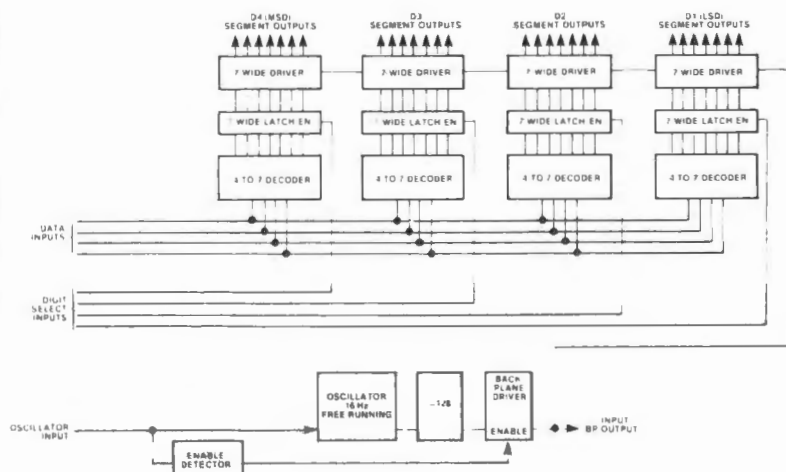 D4 (MSD)
SEGMENT OUTPUTS
D3
SEGMENT OUTPUTS
D2
SEGMENT OUTPUTS
D1 (LSD)
SEGMENT OUTPUTS
7 WIDE DRIVER
7 WIDE DRIVER
7 WIDE DRIVER
7 WIDE DRIVER
7 WIDE LATCH EN
WIDE LATCH EN
7 WIDE LATCH EN
7 WIDE LATCH EN
4 TO 7 DECODER
4 TO 7 DECODER
4 TO 7 DECODER
4 TO 7 DECODER
DATA
INPUTS
DIGIT
SELECT
INPUTS
OSCILLATOR
INPUT
OSCILLATOR
16 Hz
FREE RUNNING
BACK
PLANE
DRIVER
ENABLE
INPUT
BP OUTPUT
ENABLE
DETECTOR